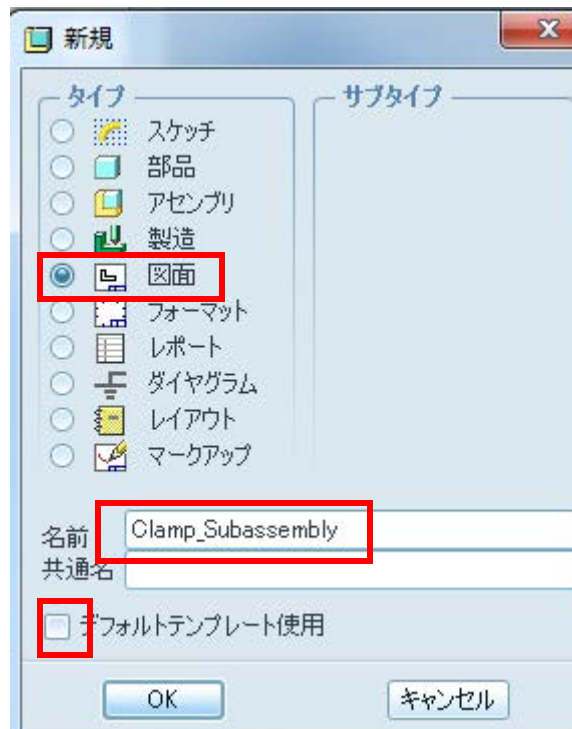 新規
タイプ
サブタイプ
スケッチ
部品
アセンブリ
製造
図面
フォーマット
レポート
ダイヤグラム
レイアウト
マークアップ
名前 Clamp_Subassembly
共通名
デフォルトテンプレート使用
OK キャンセル